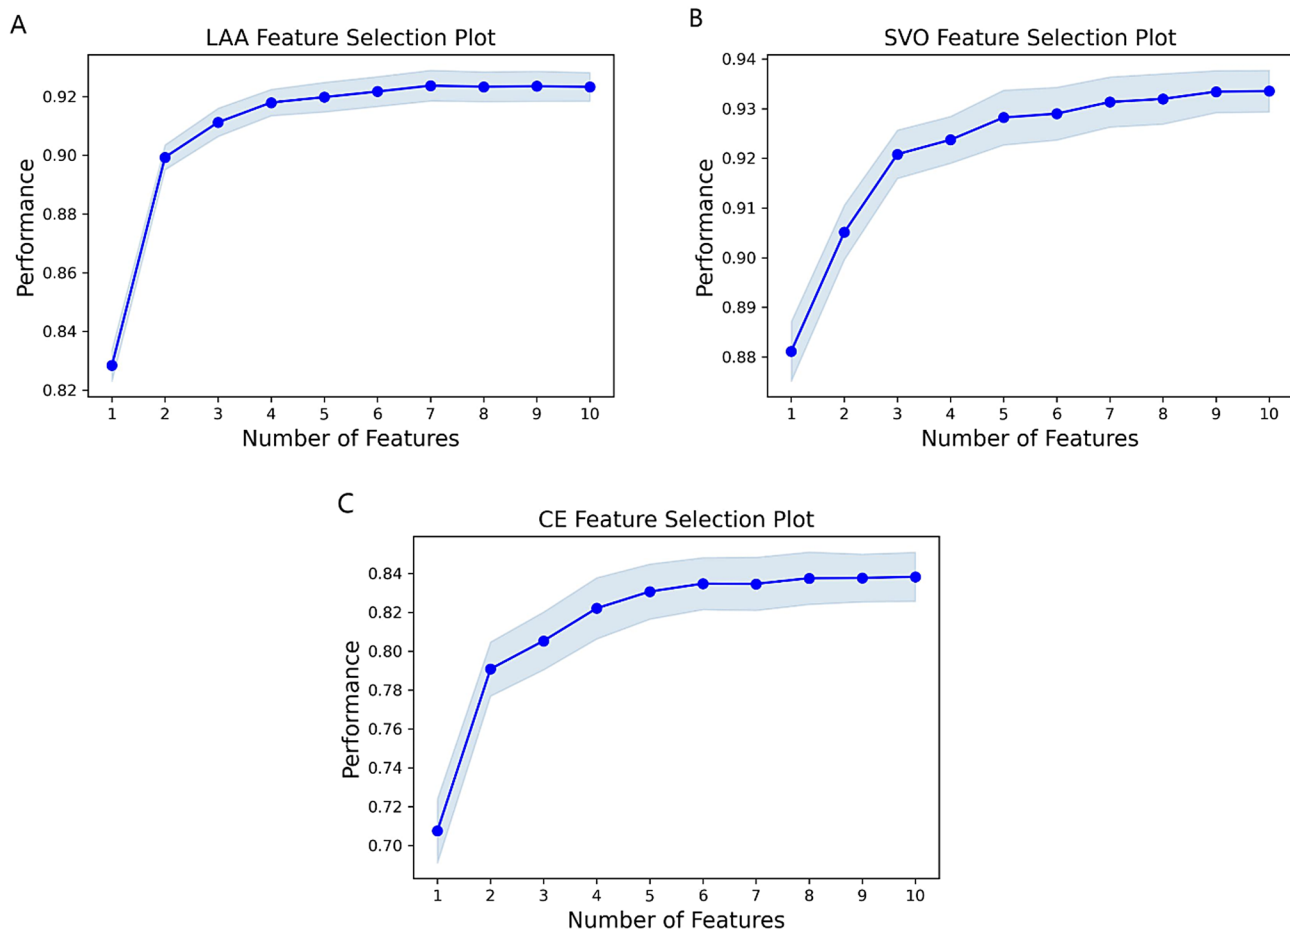 A
LAA Feature Selection Plot
Performance
0.92
0.90
0.88
0.86
0.84
0.82
1 2 3 4 5 6 7 8 9 10
Number of Features
B
SVO Feature Selection Plot
Performance
0.94
0.93
0.92
0.91
0.90
0.89
0.88
1 2 3 4 5 6 7 8 9 10
Number of Features
C
CE Feature Selection Plot
Performance
0.84
0.82
0.80
0.78
0.76
0.74
0.72
0.70
1 2 3 4 5 6 7 8 9 10
Number of Features